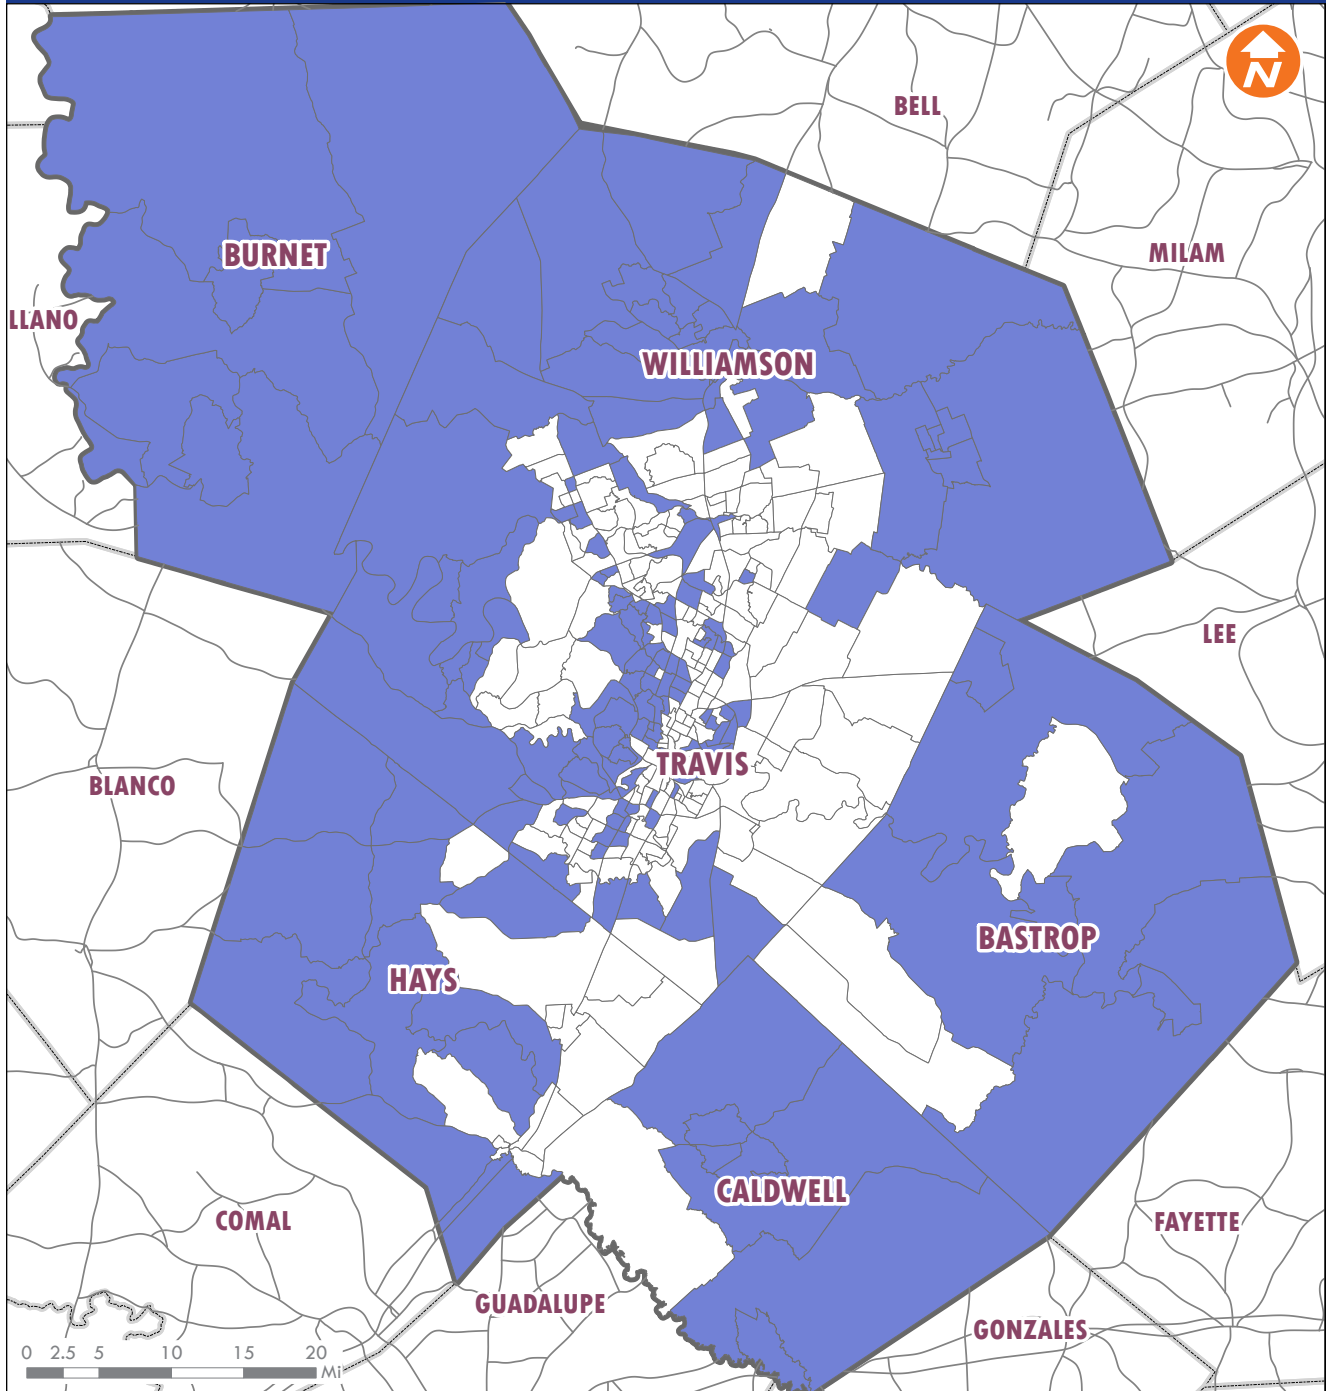 N
BELL
MILAM
BURNET
LLANO
WILLIAMSON
LEE
TRAVIS
BLANCO
BASTROP
HAYS
CALDWELL
COMAL
FAYETTE
GUADALUPE
GONZALES
0 2.5 5 10 15 20
Mi